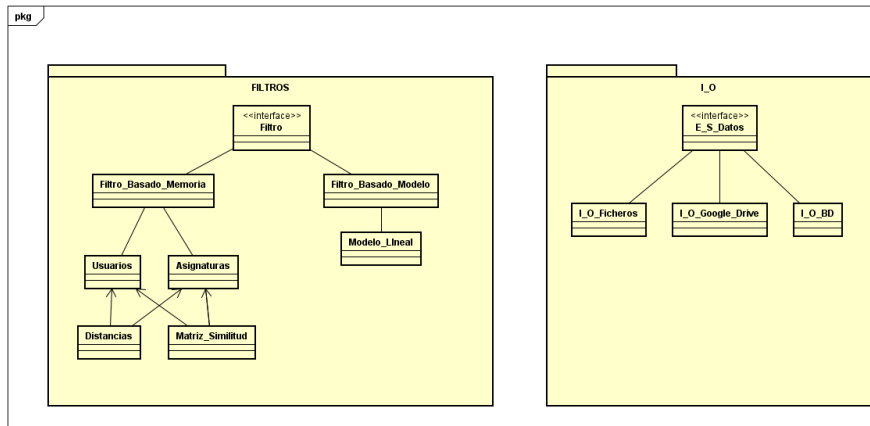 pkg
FILTROS
<<interface>>
Filtro
Filtro_Basado_Memoria
Filtro_Basado_Modelo
Modelo_LIneal
Usuarios
Asignaturas
Distancias
Matriz_Similitud
I_O
<<interface>>
E_S_Datos
I_O_Ficheros
I_O_Google_Drive
I_O_BD